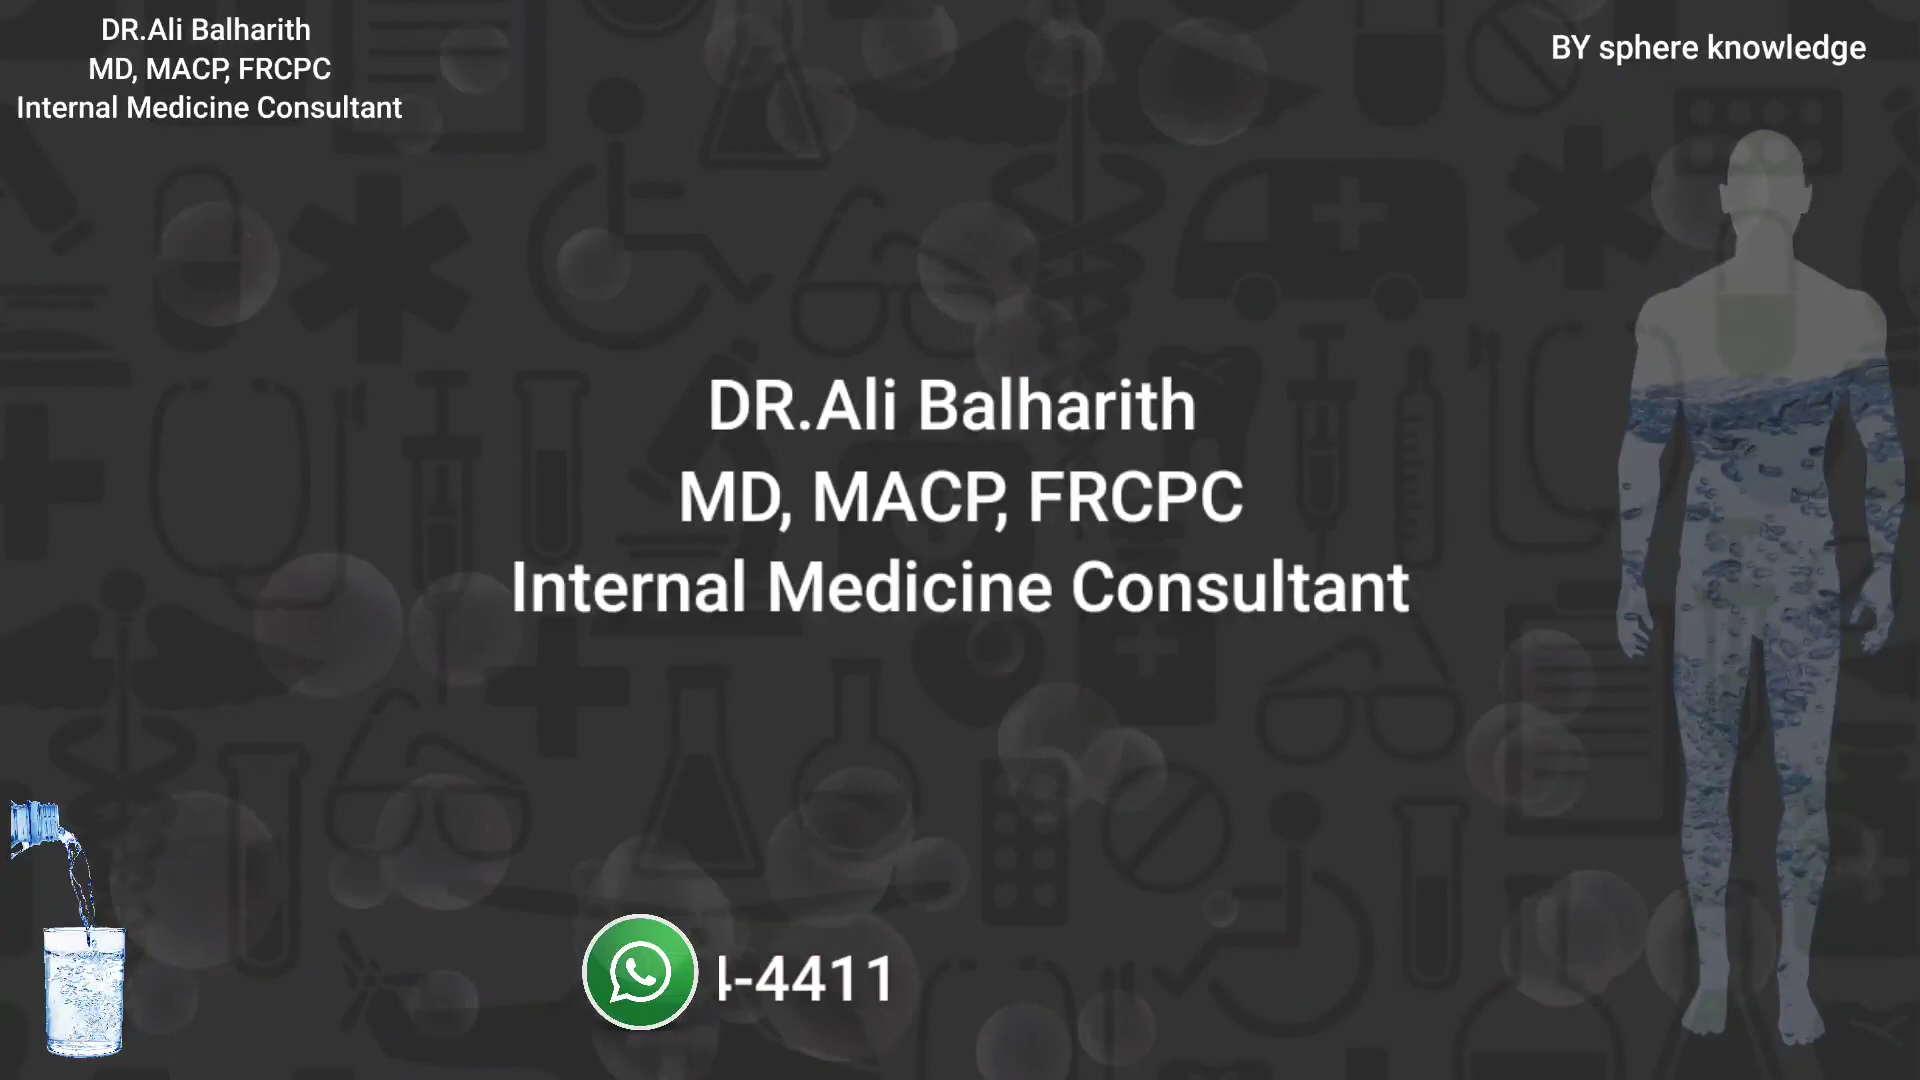 DR.Ali Balharith
MD, MACP, FRCPC
Internal Medicine Consultant
BY sphere knowledge
DR.Ali Balharith
MD, MACP, FRCPC
Internal Medicine Consultant
-4411